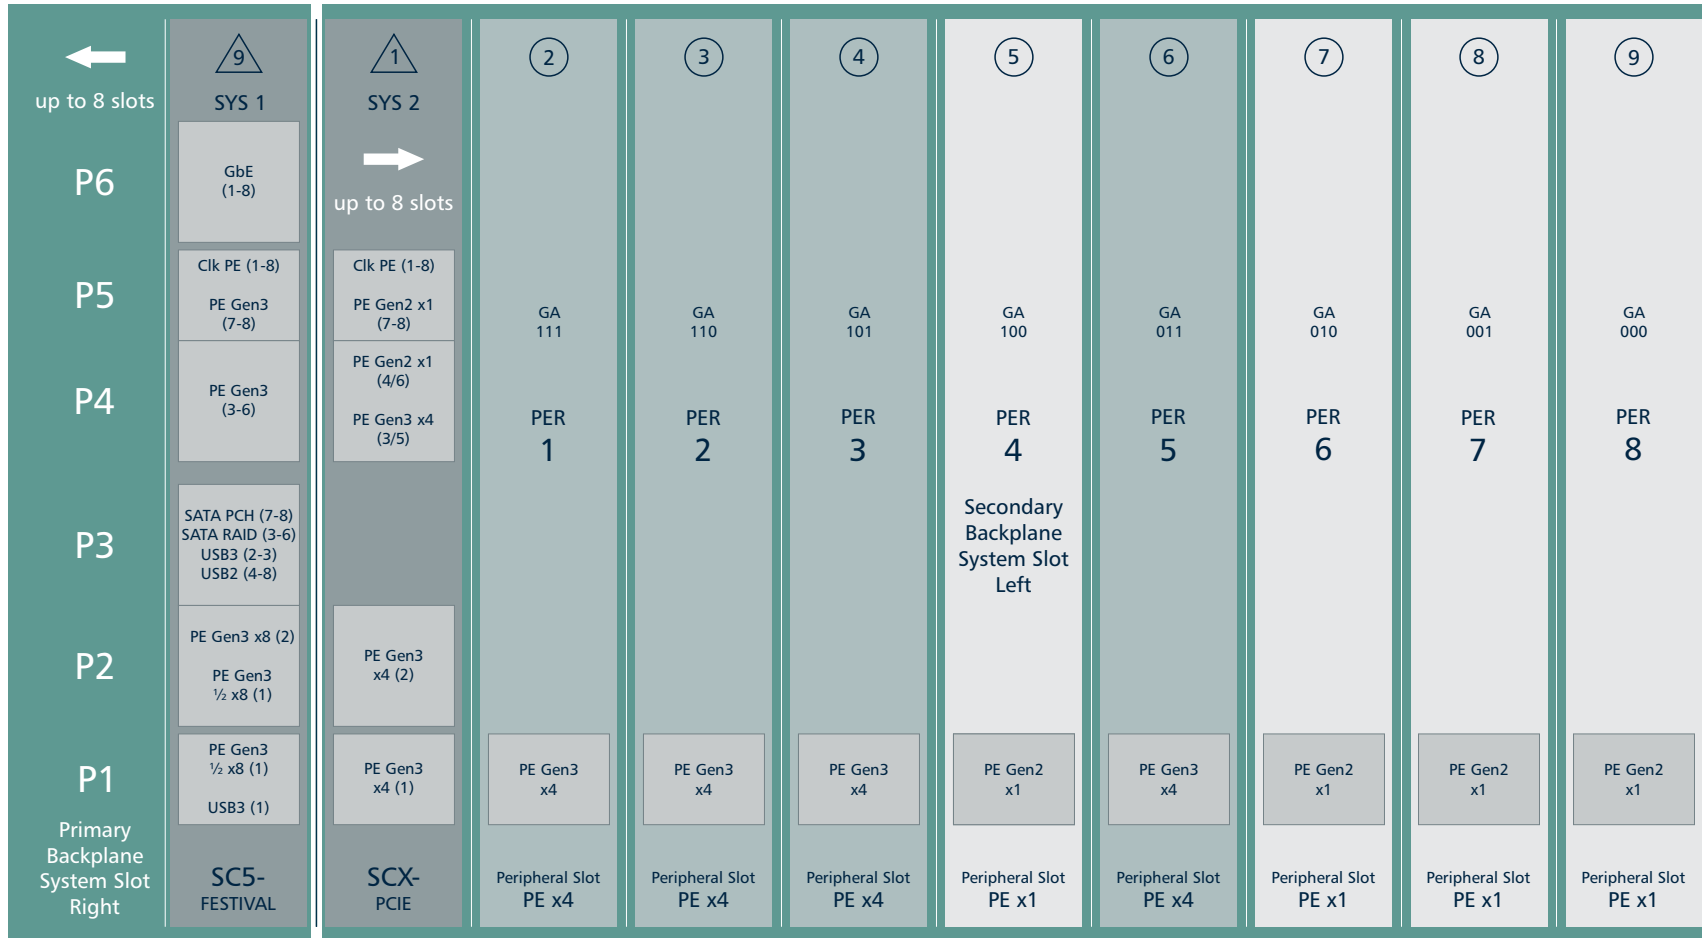 up to 8 slots
P6
P5
P4
P3
P2
P1
Primary
Backplane
System Slot
Right
9
SYS 1
GbE
(1-8)
Clk PE (1-8)
PE Gen3
(7-8)
PE Gen3
(3-6)
SATA PCH (7-8)
SATA RAID (3-6)
USB3 (2-3)
USB2 (4-8)
PE Gen3 x8 (2)
PE Gen3
½ x8 (1)
PE Gen3
½ x8 (1)
USB3 (1)
SC5-
FESTIVAL
1
SYS 2
up to 8 slots
Clk PE (1-8)
PE Gen2 x1
(7-8)
PE Gen2 x1
(4/6)
PE Gen3 x4
(3/5)
PE Gen3
x4 (2)
PE Gen3
x4 (1)
SCX-
PCIE
2
GA
111
PER
1
PE Gen3
x4
Peripheral Slot
PE x4
3
GA
110
PER
2
PE Gen3
x4
Peripheral Slot
PE x4
4
GA
101
PER
3
PE Gen3
x4
Peripheral Slot
PE x4
5
GA
100
PER
4
Secondary
Backplane
System Slot
Left
PE Gen2
x1
Peripheral Slot
PE x1
6
GA
011
PER
5
PE Gen3
x4
Peripheral Slot
PE x4
7
GA
010
PER
6
PE Gen2
x1
Peripheral Slot
PE x1
8
GA
001
PER
7
PE Gen2
x1
Peripheral Slot
PE x1
9
GA
000
PER
8
PE Gen2
x1
Peripheral Slot
PE x1